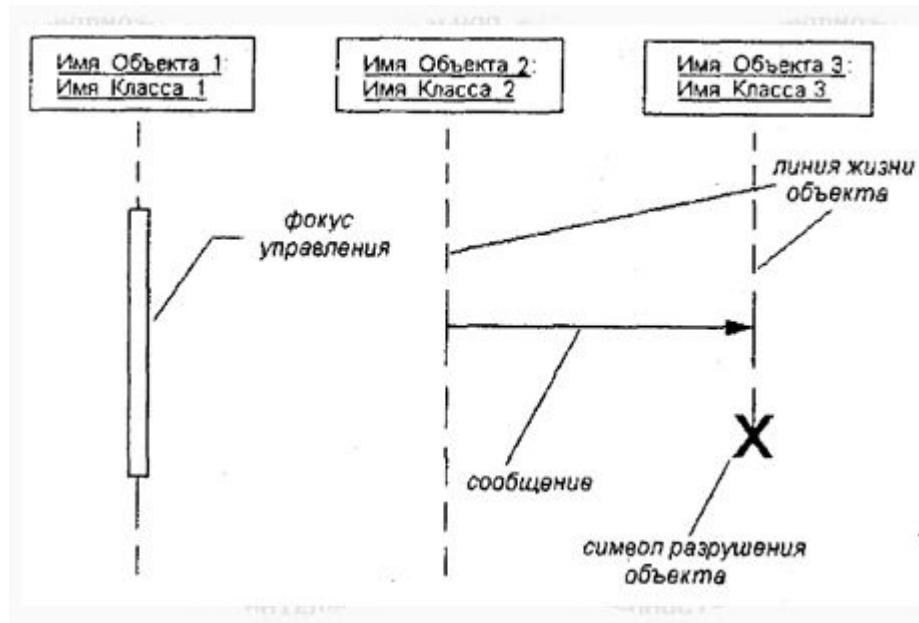 Имя Объекта 1:
Имя Класса 1
Имя Объекта 2:
Имя Класса 2
Имя Объекта 3:
Имя Класса 3
линия жизни
объекта
фокус
управления
сообщение
X
символ разрушения
объекта